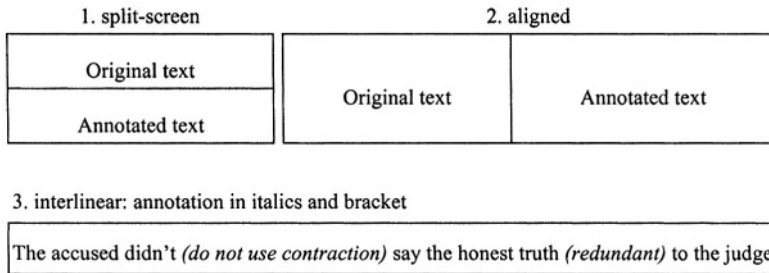 1. split-screen 2. aligned
Original text
Original text Annotated text
Annotated text
3. interlinear: annotation in italics and bracket
The accused didn't (do not use contraction) say the honest truth (redundant) to the judge